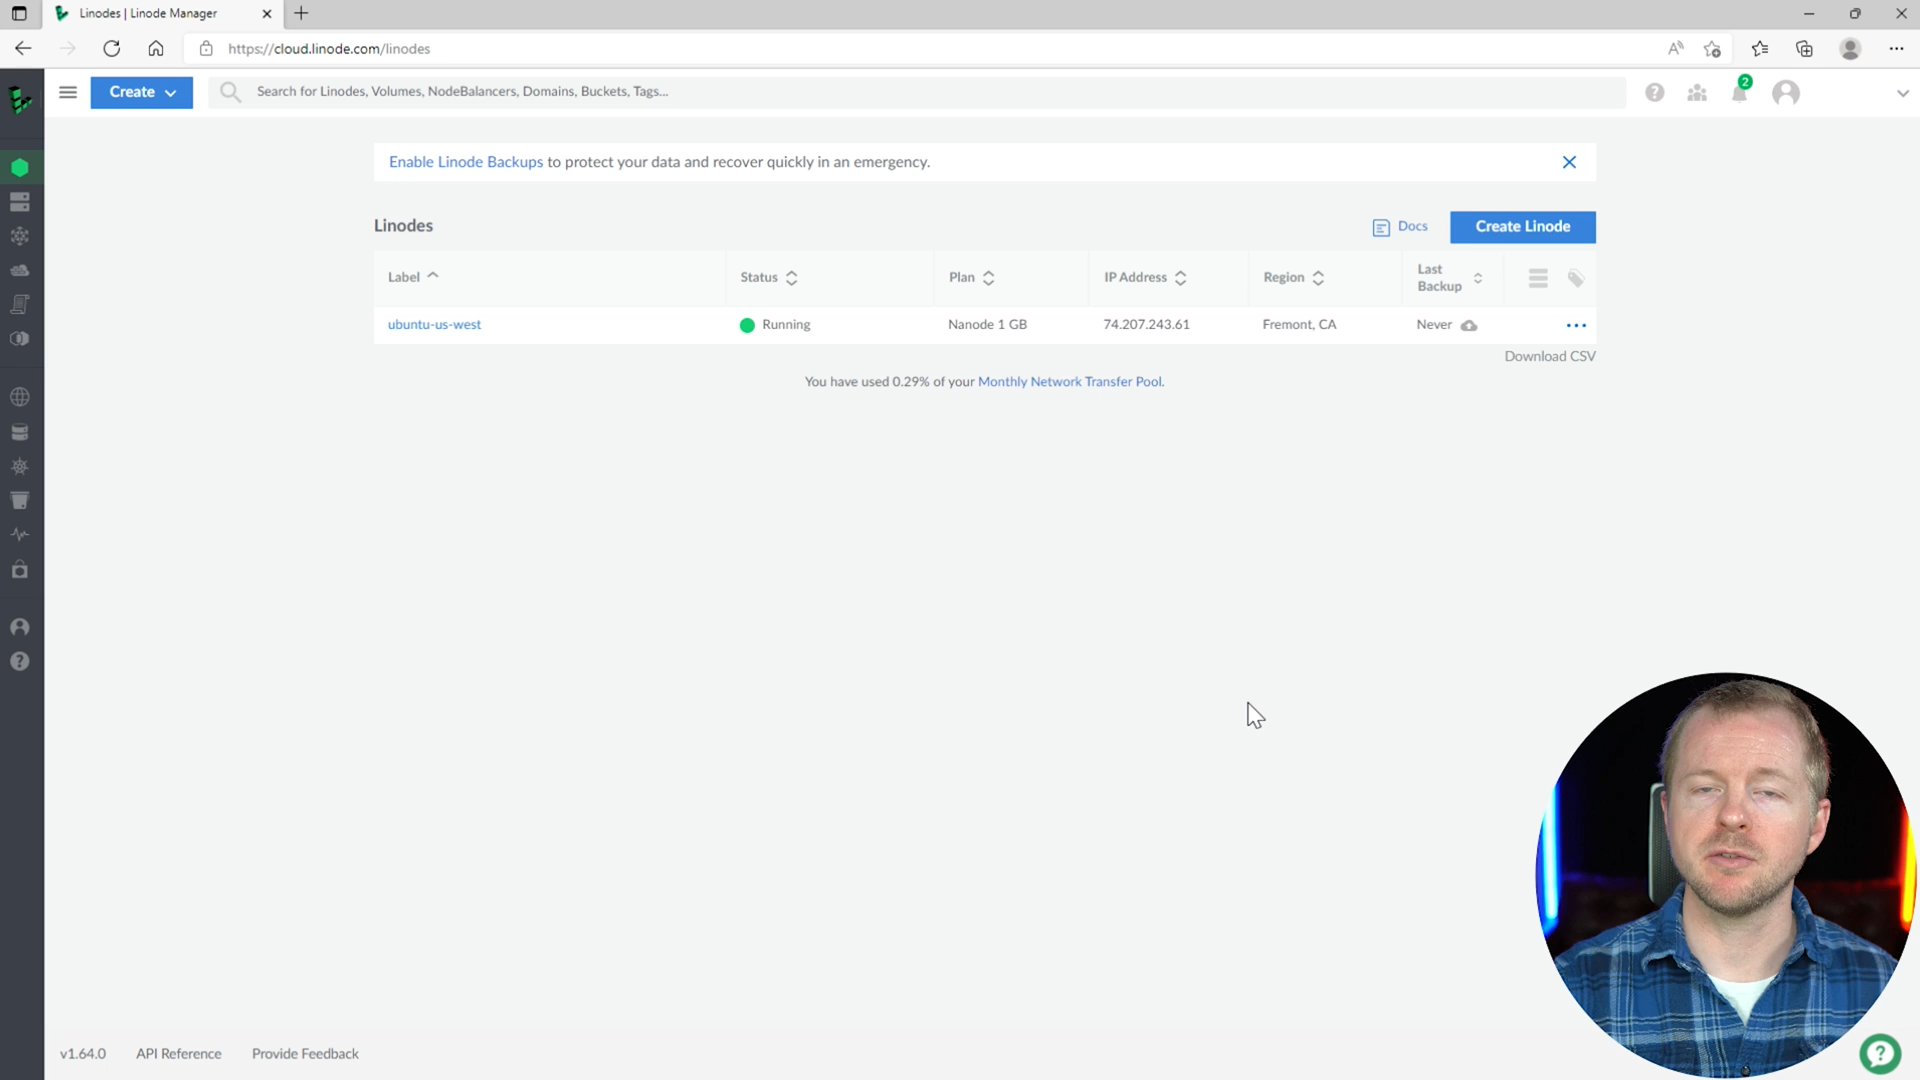 Linodes | Linode Manager
https://cloud.linode.com/linodes
Create
Search for Linodes, Volumes, NodeBalancers, Domains, Buckets, Tags...
2
Enable Linode Backups to protect your data and recover quickly in an emergency.
Linodes
Docs
Create Linode
Label
Status
Plan
IP Address
Region
Last
Backup
ubuntu-us-west
Running
Nanode 1 GB
74.207.243.61
Fremont, CA
Never
Download CSV
You have used 0.29% of your Monthly Network Transfer Pool.
v1.64.0
API Reference
Provide Feedback